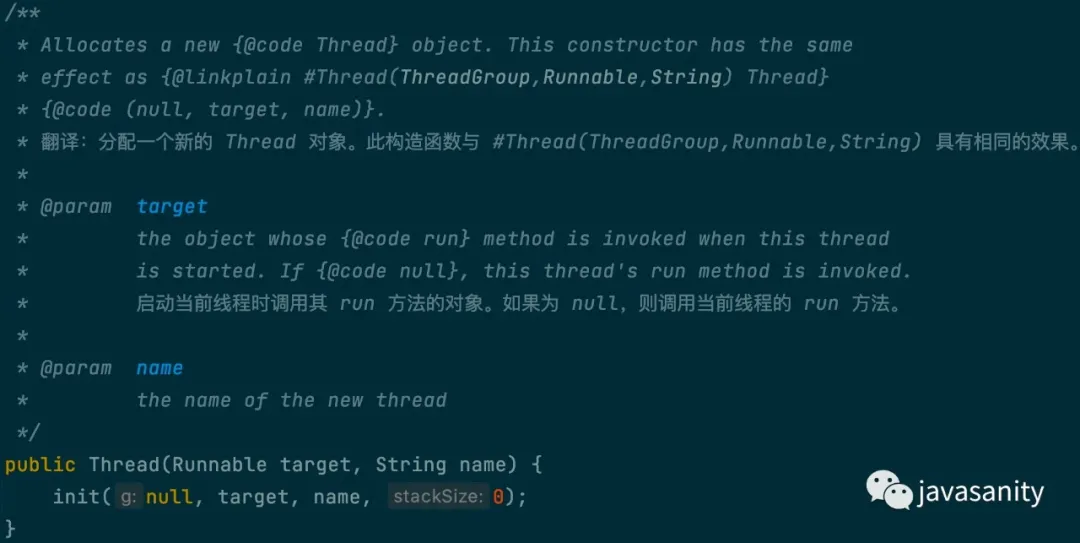 /**
 * Allocates a new {@code Thread} object. This constructor has the same
 * effect as {@linkplain #Thread(ThreadGroup,Runnable,String) Thread}
 * {@code (null, target, name)}.
 * 翻译：分配一个新的 Thread 对象。此构造函数与 #Thread(ThreadGroup,Runnable,String) 具有相同的效果。
 *
 * @param  target
 *         the object whose {@code run} method is invoked when this thread
 *         is started. If {@code null}, this thread's run method is invoked.
 *         启动当前线程时调用其 run 方法的对象。如果为 null，则调用当前线程的 run 方法。
 *
 * @param  name
 *         the name of the new thread
 */
public Thread(Runnable target, String name) {
    init( g: null, target, name, stackSize: 0);
}
javasanity